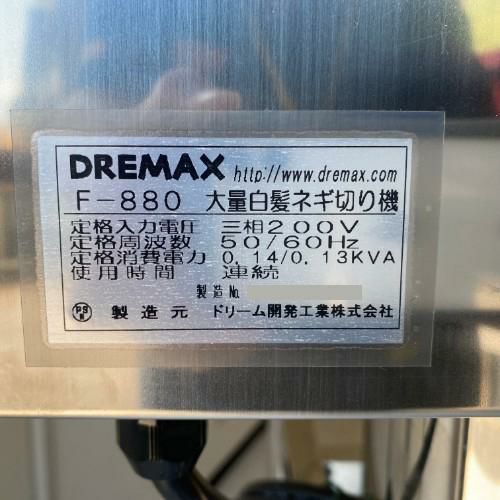 DREMAX http://www.dremax.com
F-880 大量白髪ネギ切り機
定格入力電圧 三相200V
定格周波数 50/60Hz
定格消費電力 0.14/0.13KVA
使用時間 連続
製造No.
PSE 製造元 ドリーム開発工業株式会社